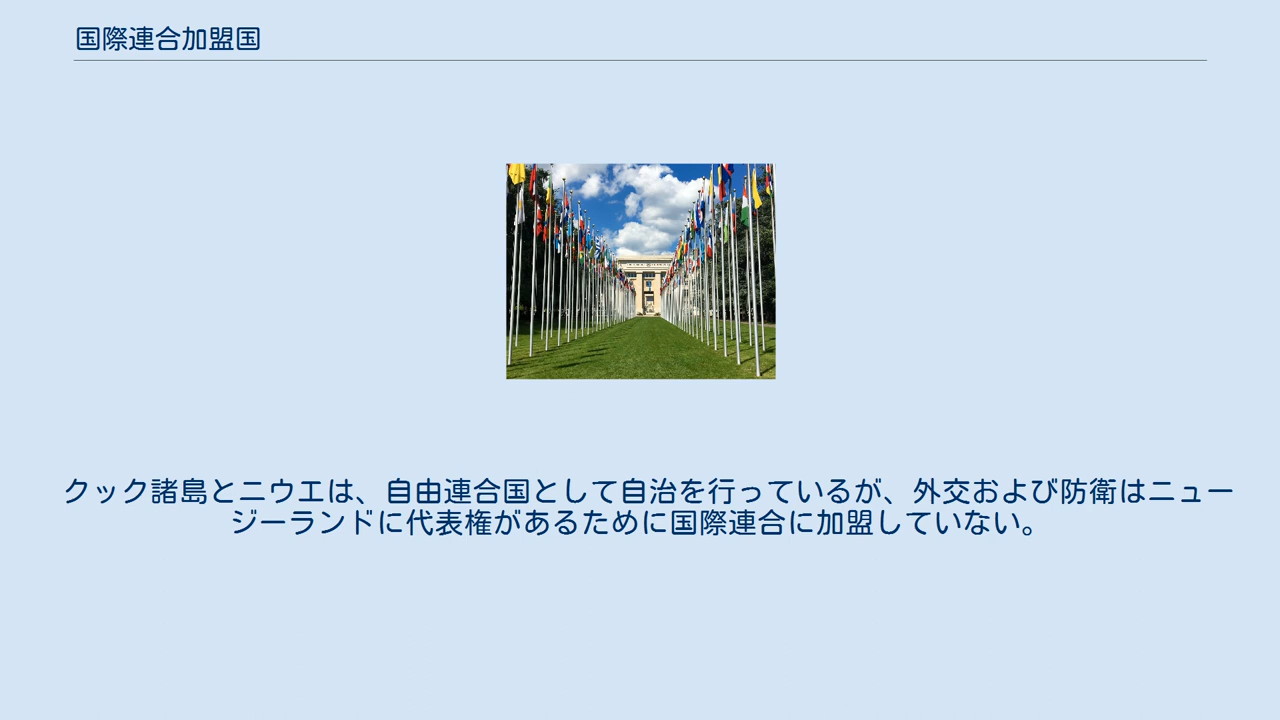 国際連合加盟国
クック諸島とニウエは、自由連合国として自治を行っているが、外交および防衛はニュー
ジーランドに代表権があるために国際連合に加盟していない。